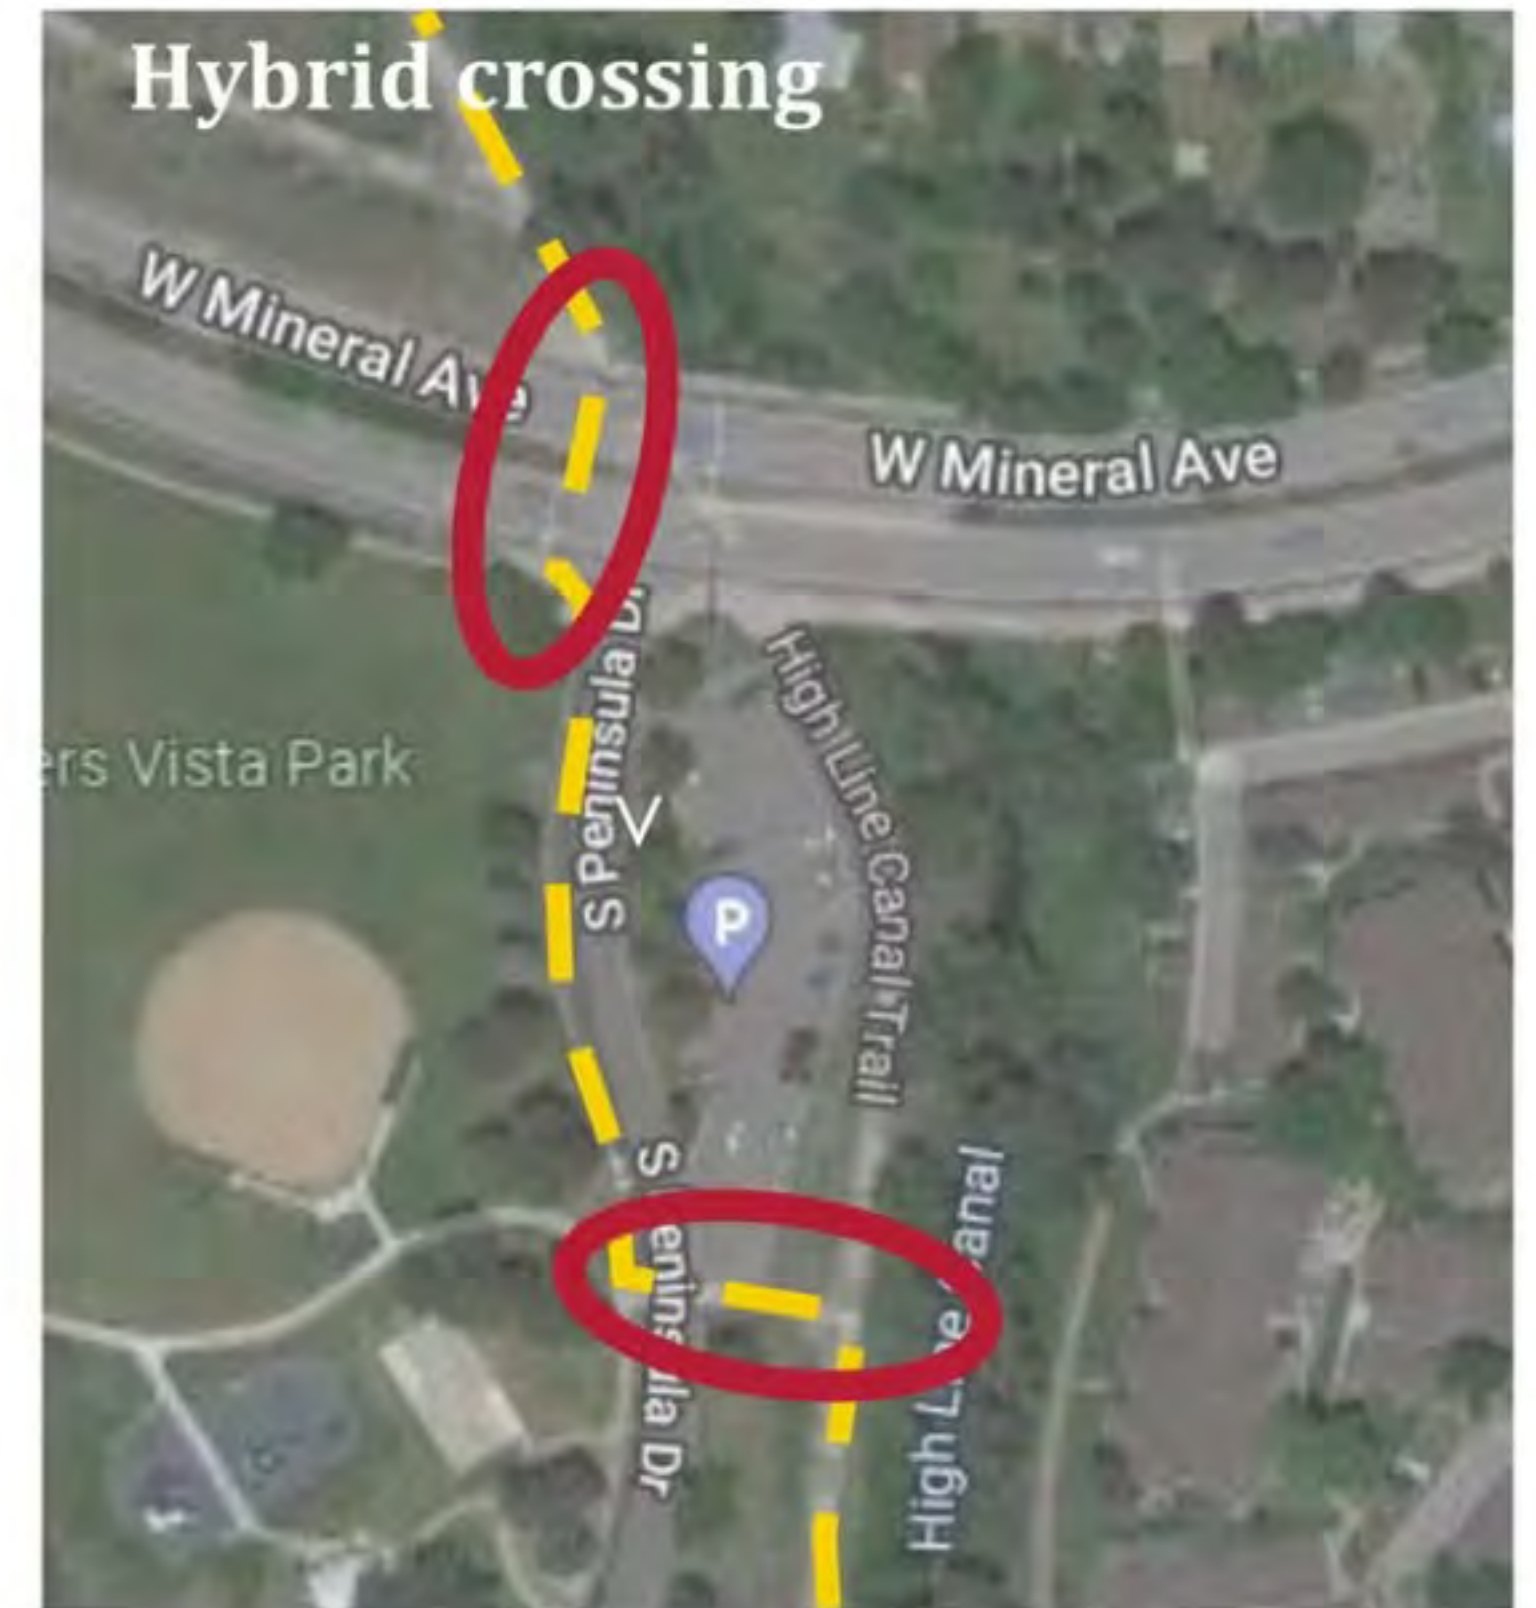 Hybrid crossing
W Mineral Ave
W Mineral Ave
S Peninsula
High Line Canal Trail
ers Vista Park
P
S Peninsula Dr
High Line Canal